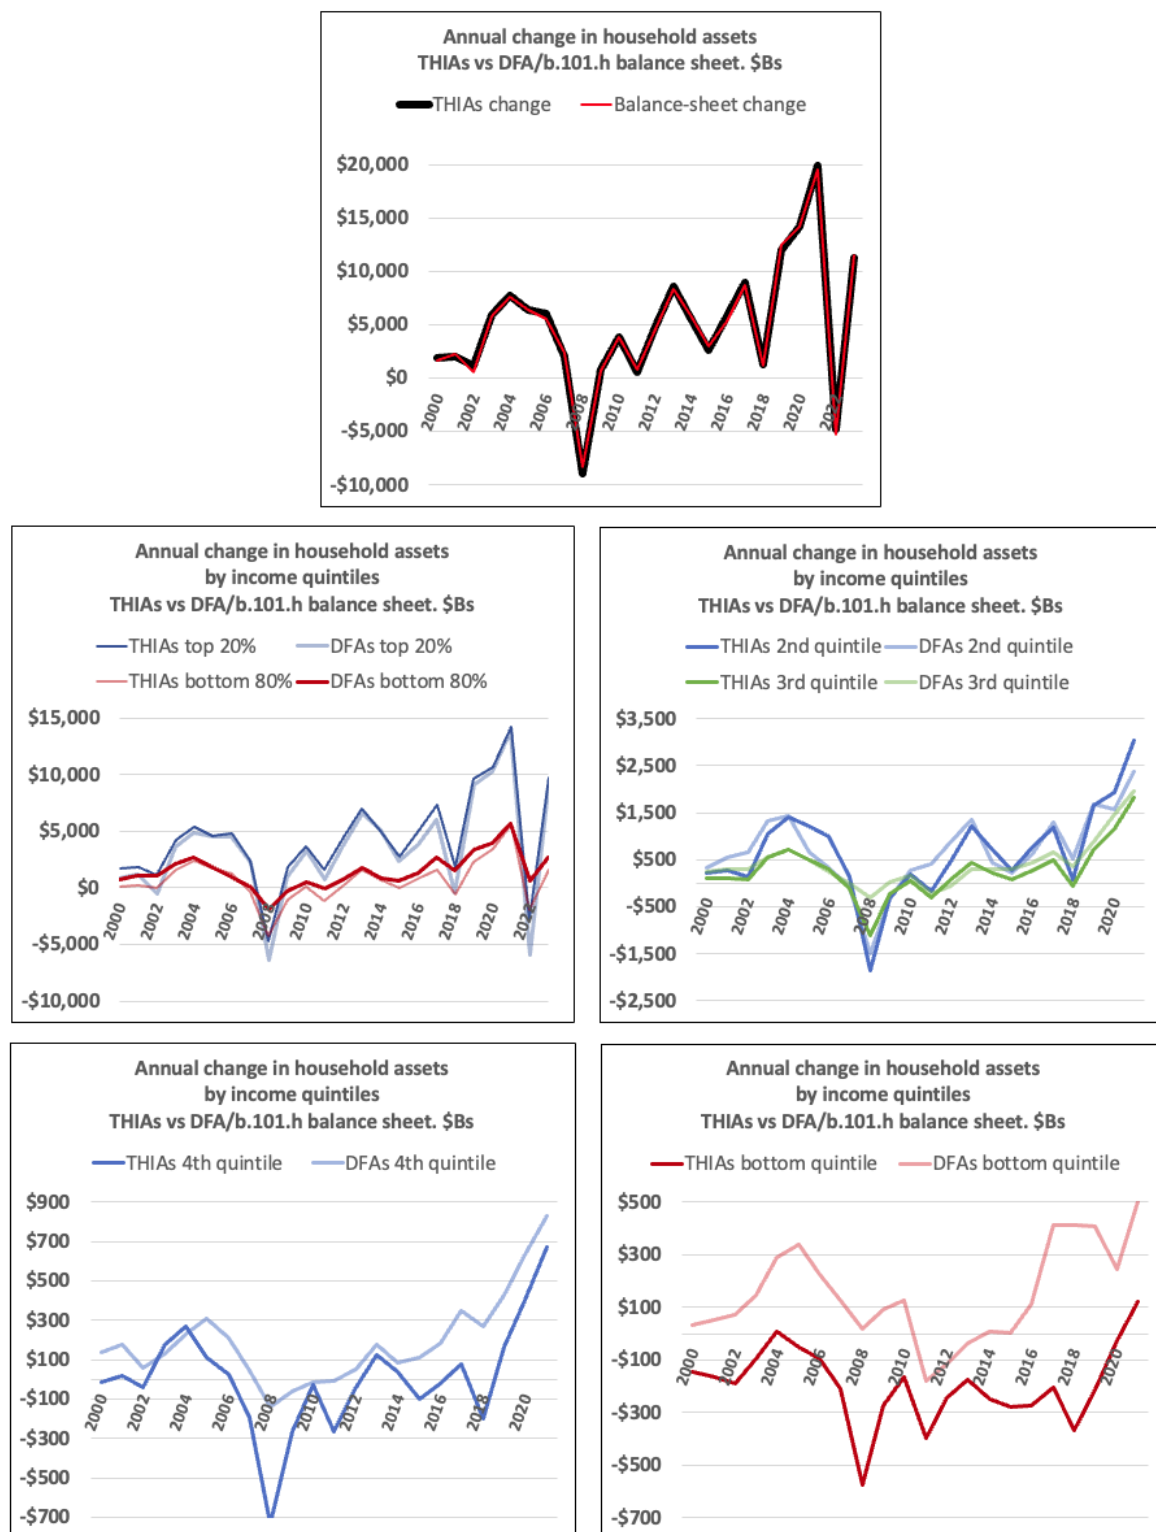 Annual change in household assets
THIAs vs DFA/b.101.h balance sheet. $Bs
THIAs change Balance-sheet change
$20,000
$15,000
$10,000
$5,000
$0
-$5,000
-$10,000
2000 2002 2004 2006 2008 2010 2012 2014 2016 2018 2020
Annual change in household assets
by income quintiles
THIAs vs DFA/b.101.h balance sheet. $Bs
THIAs top 20% DFAs top 20%
THIAs bottom 80% DFAs bottom 80%
$15,000
$10,000
$5,000
$0
-$5,000
-$10,000
2000 2002 2004 2006 2008 2010 2012 2014 2016 2018 2020
Annual change in household assets
by income quintiles
THIAs vs DFA/b.101.h balance sheet. $Bs
THIAs 2nd quintile DFAs 2nd quintile
THIAs 3rd quintile DFAs 3rd quintile
$3,500
$2,500
$1,500
$500
-$500
-$1,500
-$2,500
2000 2002 2004 2006 2008 2010 2012 2014 2016 2018 2020
Annual change in household assets
by income quintiles
THIAs vs DFA/b.101.h balance sheet. $Bs
THIAs 4th quintile DFAs 4th quintile
$900
$700
$500
$300
$100
-$100
-$300
-$500
-$700
2000 2002 2004 2006 2008 2010 2012 2014 2016 2018 2020
Annual change in household assets
by income quintiles
THIAs vs DFA/b.101.h balance sheet. $Bs
THIAs bottom quintile DFAs bottom quintile
$500
$300
$100
-$100
-$300
-$500
-$700
2000 2002 2004 2006 2008 2010 2012 2014 2016 2018 2020